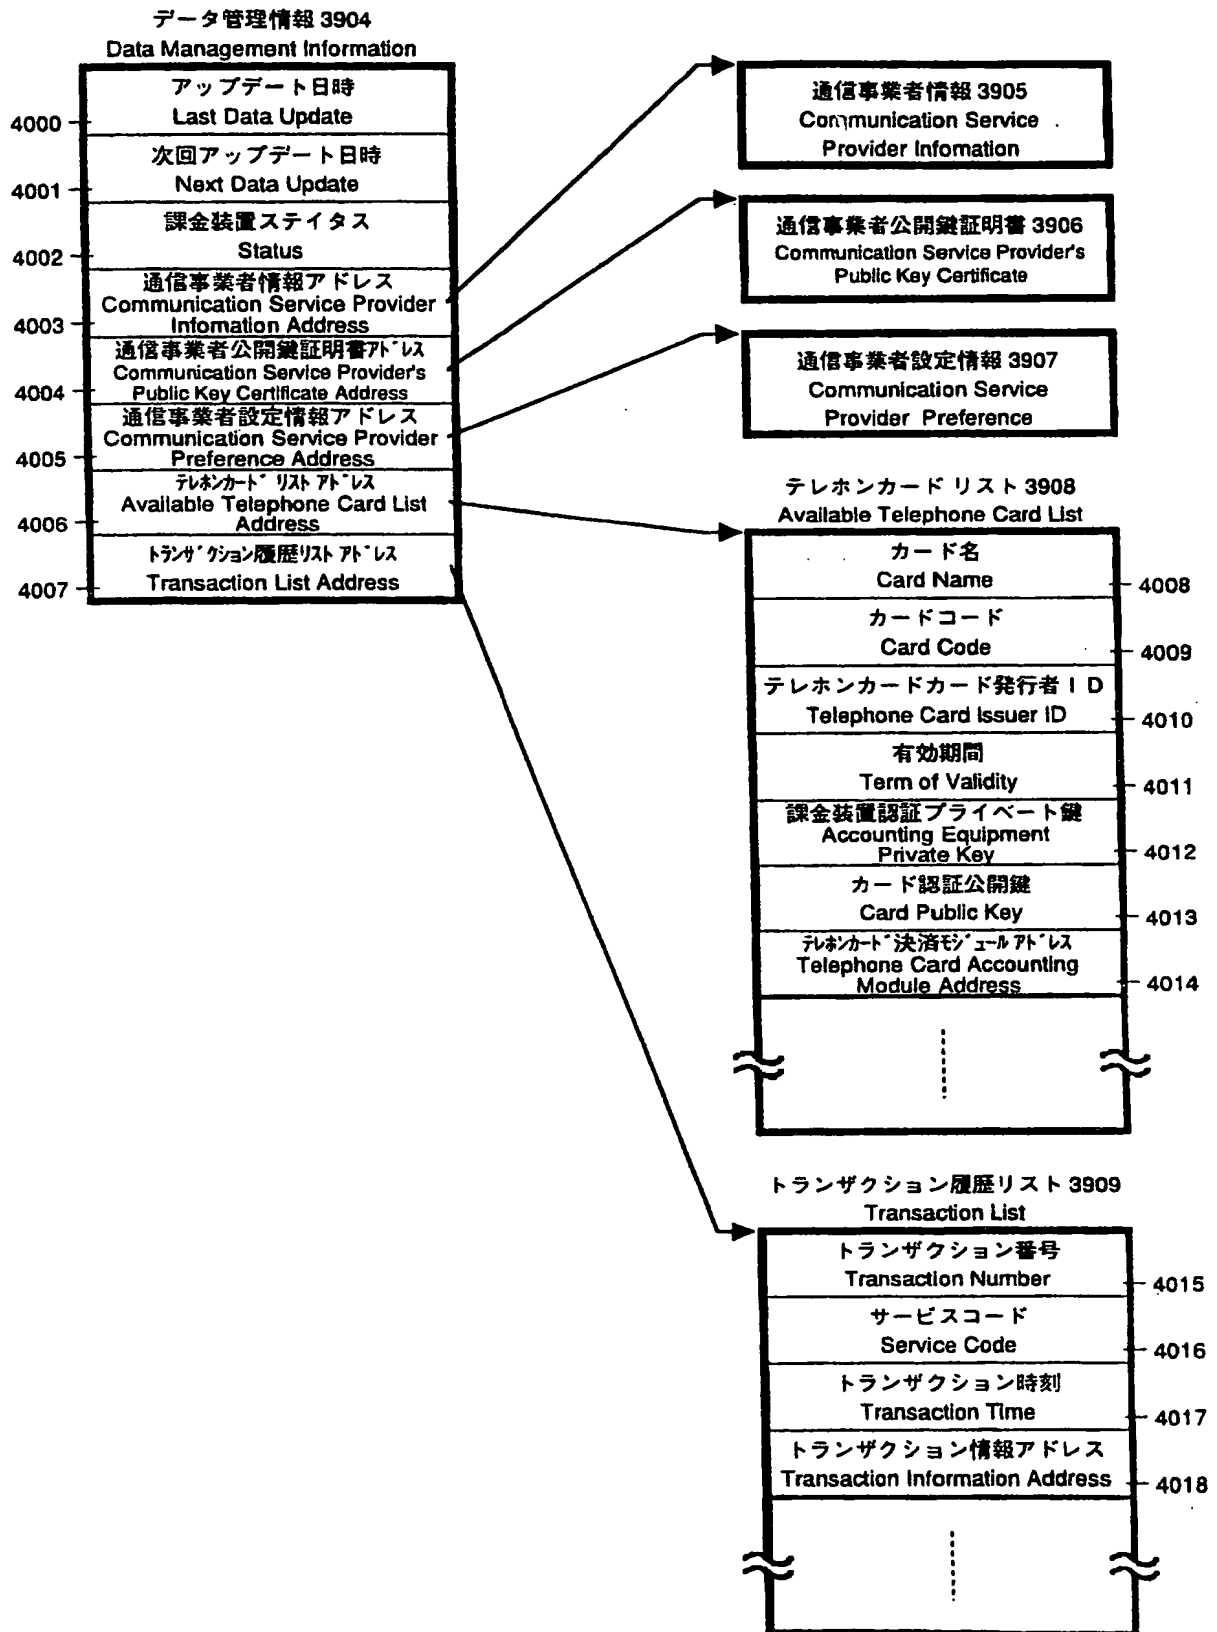 データ管理情報 3904
Data Management Information
アップデート日時
Last Data Update
4000
次回アップデート日時
Next Data Update
4001
課金装置ステイタス
Status
4002
通信事業者情報アドレス
Communication Service Provider
Infomation Address
4003
通信事業者公開鍵証明書アドレス
Communication Service Provider's
Public Key Certificate Address
4004
通信事業者設定情報アドレス
Communication Service Provider
Preference Address
4005
テレホンカード リスト アドレス
Available Telephone Card List
Address
4006
トランザクション履歴リスト アドレス
Transaction List Address
4007
通信事業者情報 3905
Communication Service
Provider Infomation
通信事業者公開鍵証明書 3906
Communication Service Provider's
Public Key Certificate
通信事業者設定情報 3907
Communication Service
Provider Preference
テレホンカード リスト 3908
Available Telephone Card List
カード名
Card Name
4008
カードコード
Card Code
4009
テレホンカードカード発行者ID
Telephone Card Issuer ID
4010
有効期間
Term of Validity
4011
課金装置認証プライベート鍵
Accounting Equipment
Private Key
4012
カード認証公開鍵
Card Public Key
4013
テレホンカード決済モジュール アドレス
Telephone Card Accounting
Module Address
4014
トランザクション履歴リスト 3909
Transaction List
トランザクション番号
Transaction Number
4015
サービスコード
Service Code
4016
トランザクション時刻
Transaction Time
4017
トランザクション情報アドレス
Transaction Information Address
4018